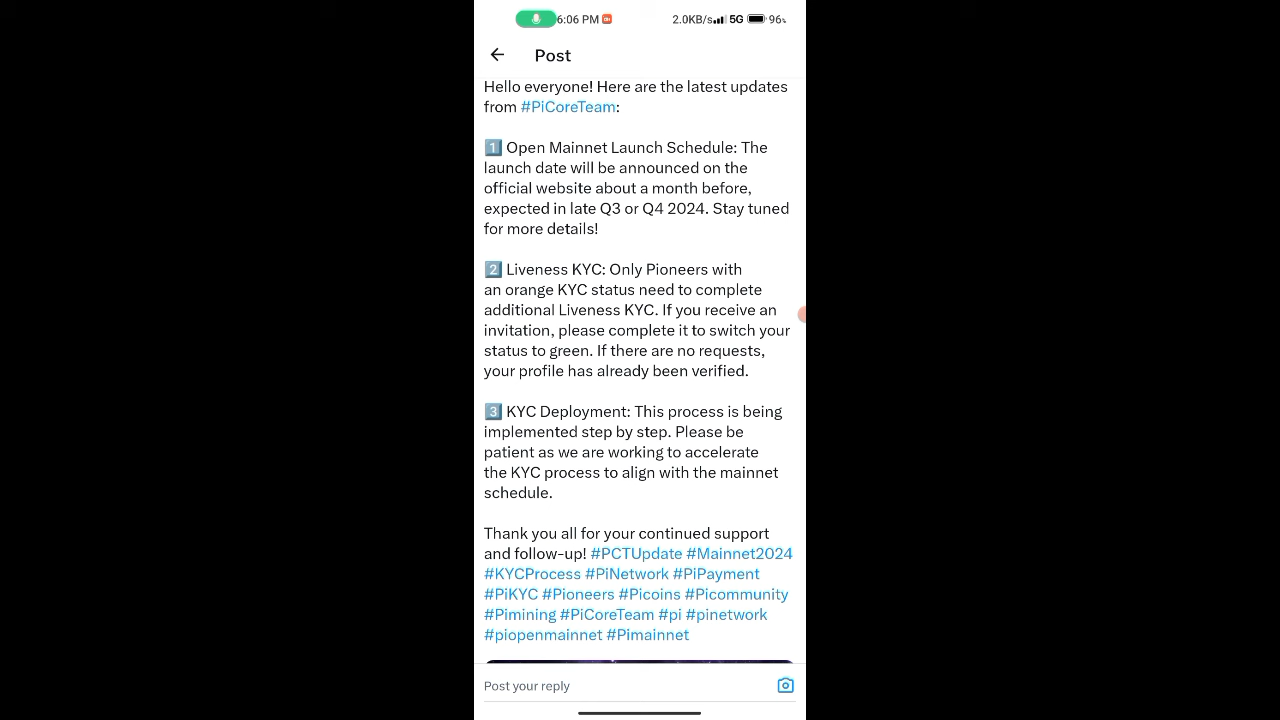 6:06 PM 2.0KB/s 5G 96%
Post
Hello everyone! Here are the latest updates
from #PiCoreTeam:
1 Open Mainnet Launch Schedule: The
launch date will be announced on the
official website about a month before,
expected in late Q3 or Q4 2024. Stay tuned
for more details!
2 Liveness KYC: Only Pioneers with
an orange KYC status need to complete
additional Liveness KYC. If you receive an
invitation, please complete it to switch your
status to green. If there are no requests,
your profile has already been verified.
3 KYC Deployment: This process is being
implemented step by step. Please be
patient as we are working to accelerate
the KYC process to align with the mainnet
schedule.
Thank you all for your continued support
and follow-up! #PCTUpdate #Mainnet2024
#KYCProcess #PiNetwork #PiPayment
#PiKYC #Pioneers #Picoins #Picommunity
#Pimining #PiCoreTeam #pi #pinetwork
#piopenmainnet #Pimainnet
Post your reply